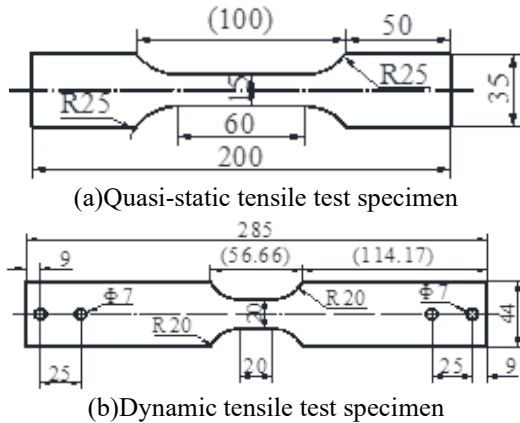 (100) 50
R25
R25 15 35
60
200
(a)Quasi-static tensile test specimen
285
9 (56.66) (114.17)
Φ7 R20 Φ7
R20 20 44
25 20 25 9
(b)Dynamic tensile test specimen